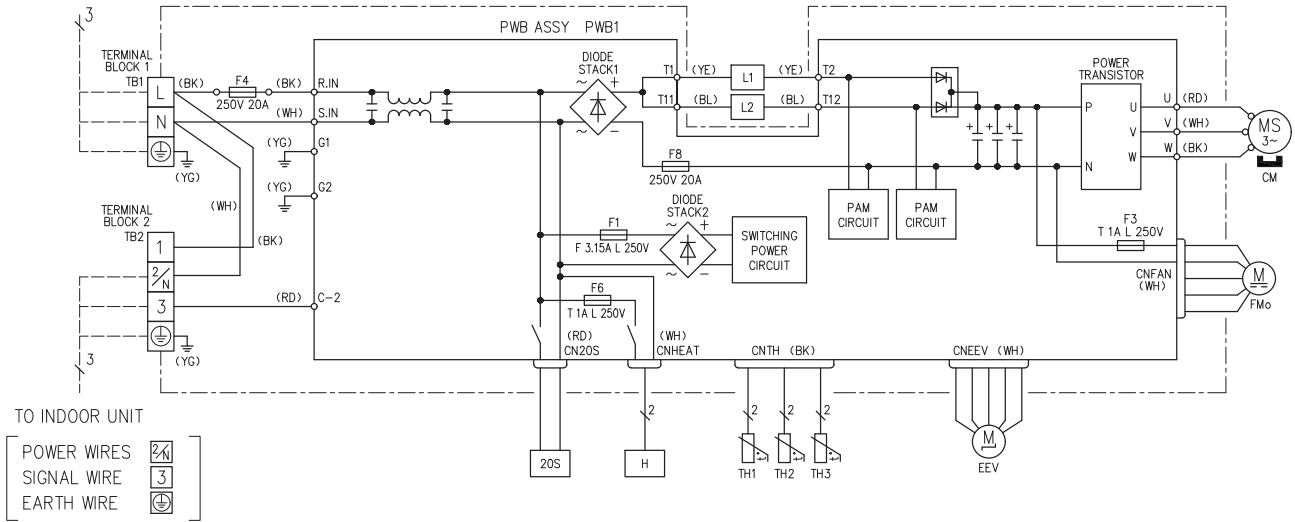 3
PWB ASSY PWB1
TERMINAL
BLOCK 1
TB1
L
N
(BK)
F4
250V 20A
(BK)
R.IN
(WH)
S.IN
(YG)
G1
(YG)
(YG)
G2
DIODE
STACK1
~
+
~
−
T1
(YE)
L1
(YE)
T2
T11
(BL)
L2
(BL)
T12
F8
250V 20A
+
+
+
POWER
TRANSISTOR
P
N
U
V
W
U
(RD)
V
(WH)
W
(BK)
MS
3~
CM
PAM
CIRCUIT
PAM
CIRCUIT
(WH)
(BK)
TERMINAL
BLOCK 2
TB2
1
2/N
3
(YG)
(RD)
C-2
3
F1
F 3.15A L 250V
DIODE
STACK2
~
+
~
−
SWITCHING
POWER
CIRCUIT
F6
T 1A L 250V
F3
T 1A L 250V
CNFAN
(WH)
M
FMo
(RD)
CN20S
(WH)
CNHEAT
CNTH (BK)
CNEEV (WH)
20S
2
H
2
2
2
t
t
t
TH1
TH2
TH3
M
EEV
TO INDOOR UNIT
POWER WIRES 2/N
SIGNAL WIRE 3
EARTH WIRE